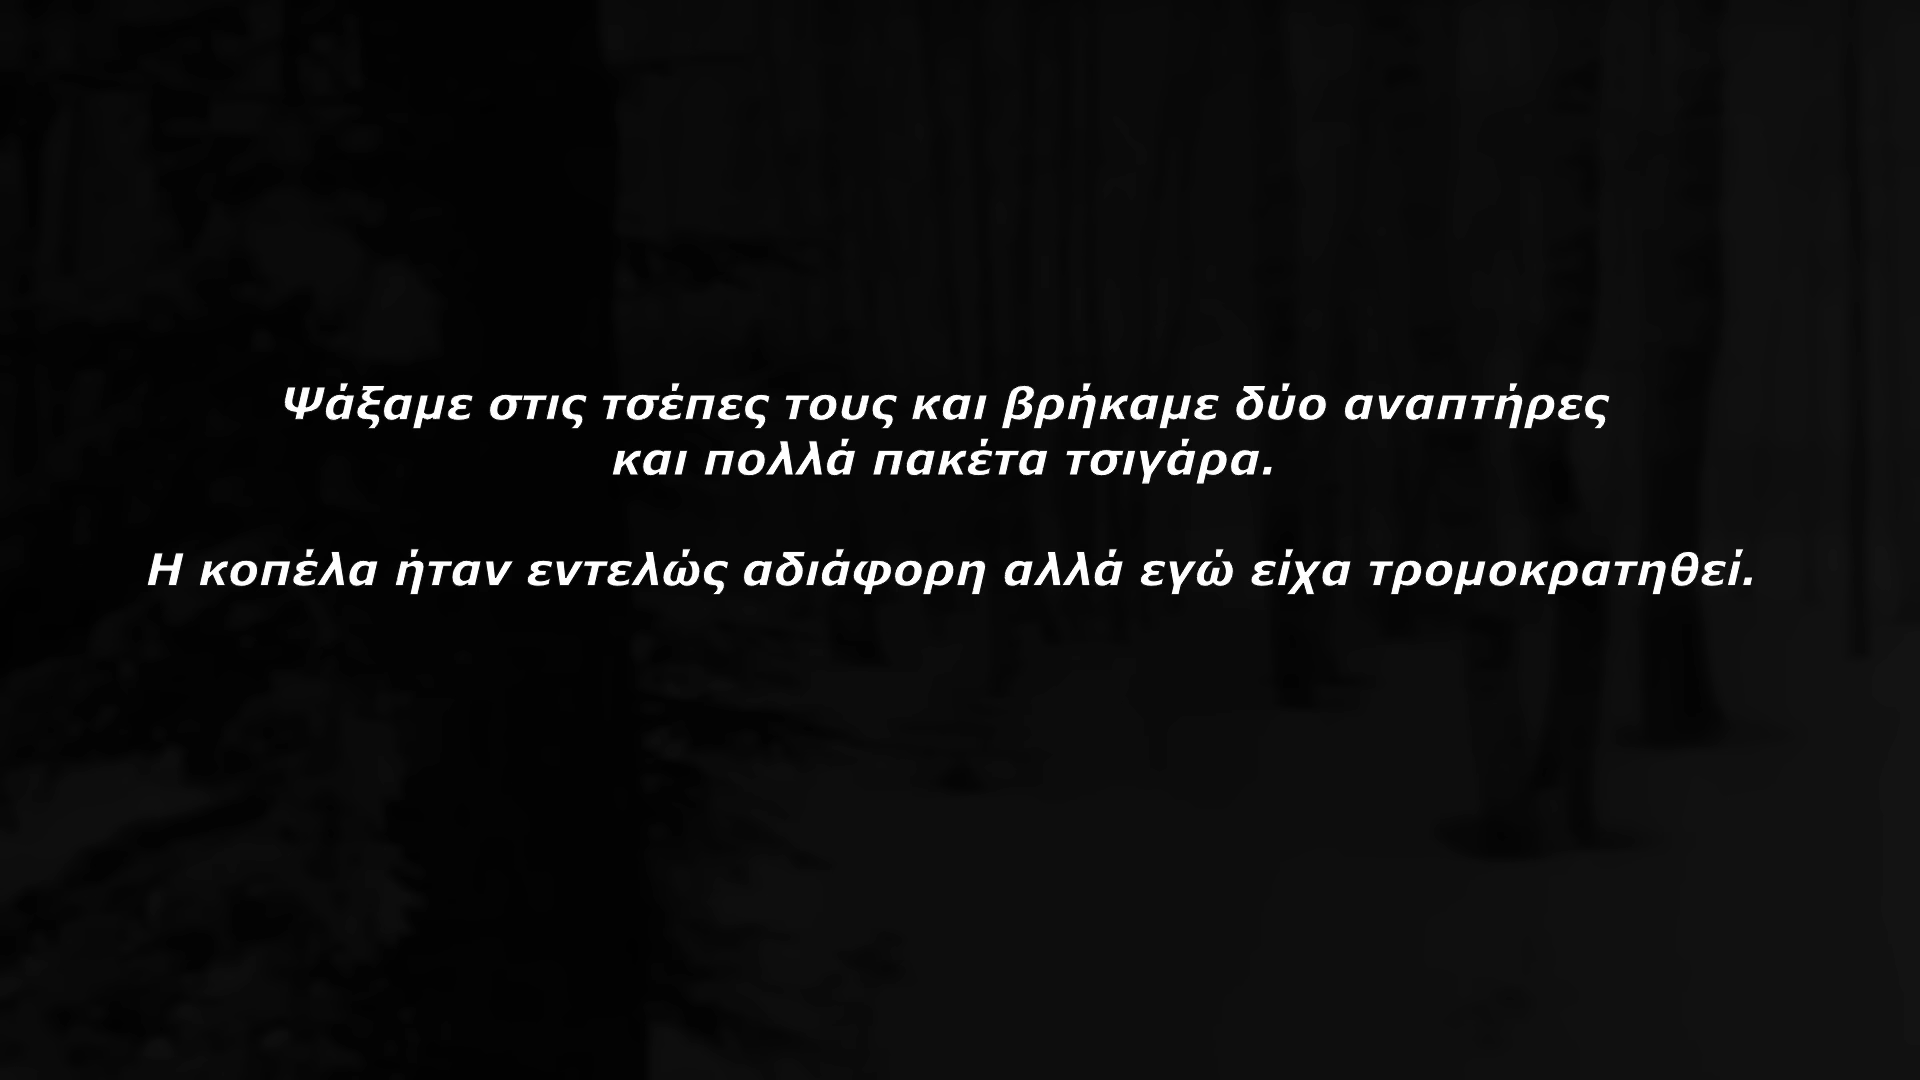 Ψάξαμε στις τσέπες τους και βρήκαμε δύο αναπτήρες
και πολλά πακέτα τσιγάρα.
Η κοπέλα ήταν εντελώς αδιάφορη αλλά εγώ είχα τρομοκρατηθεί.